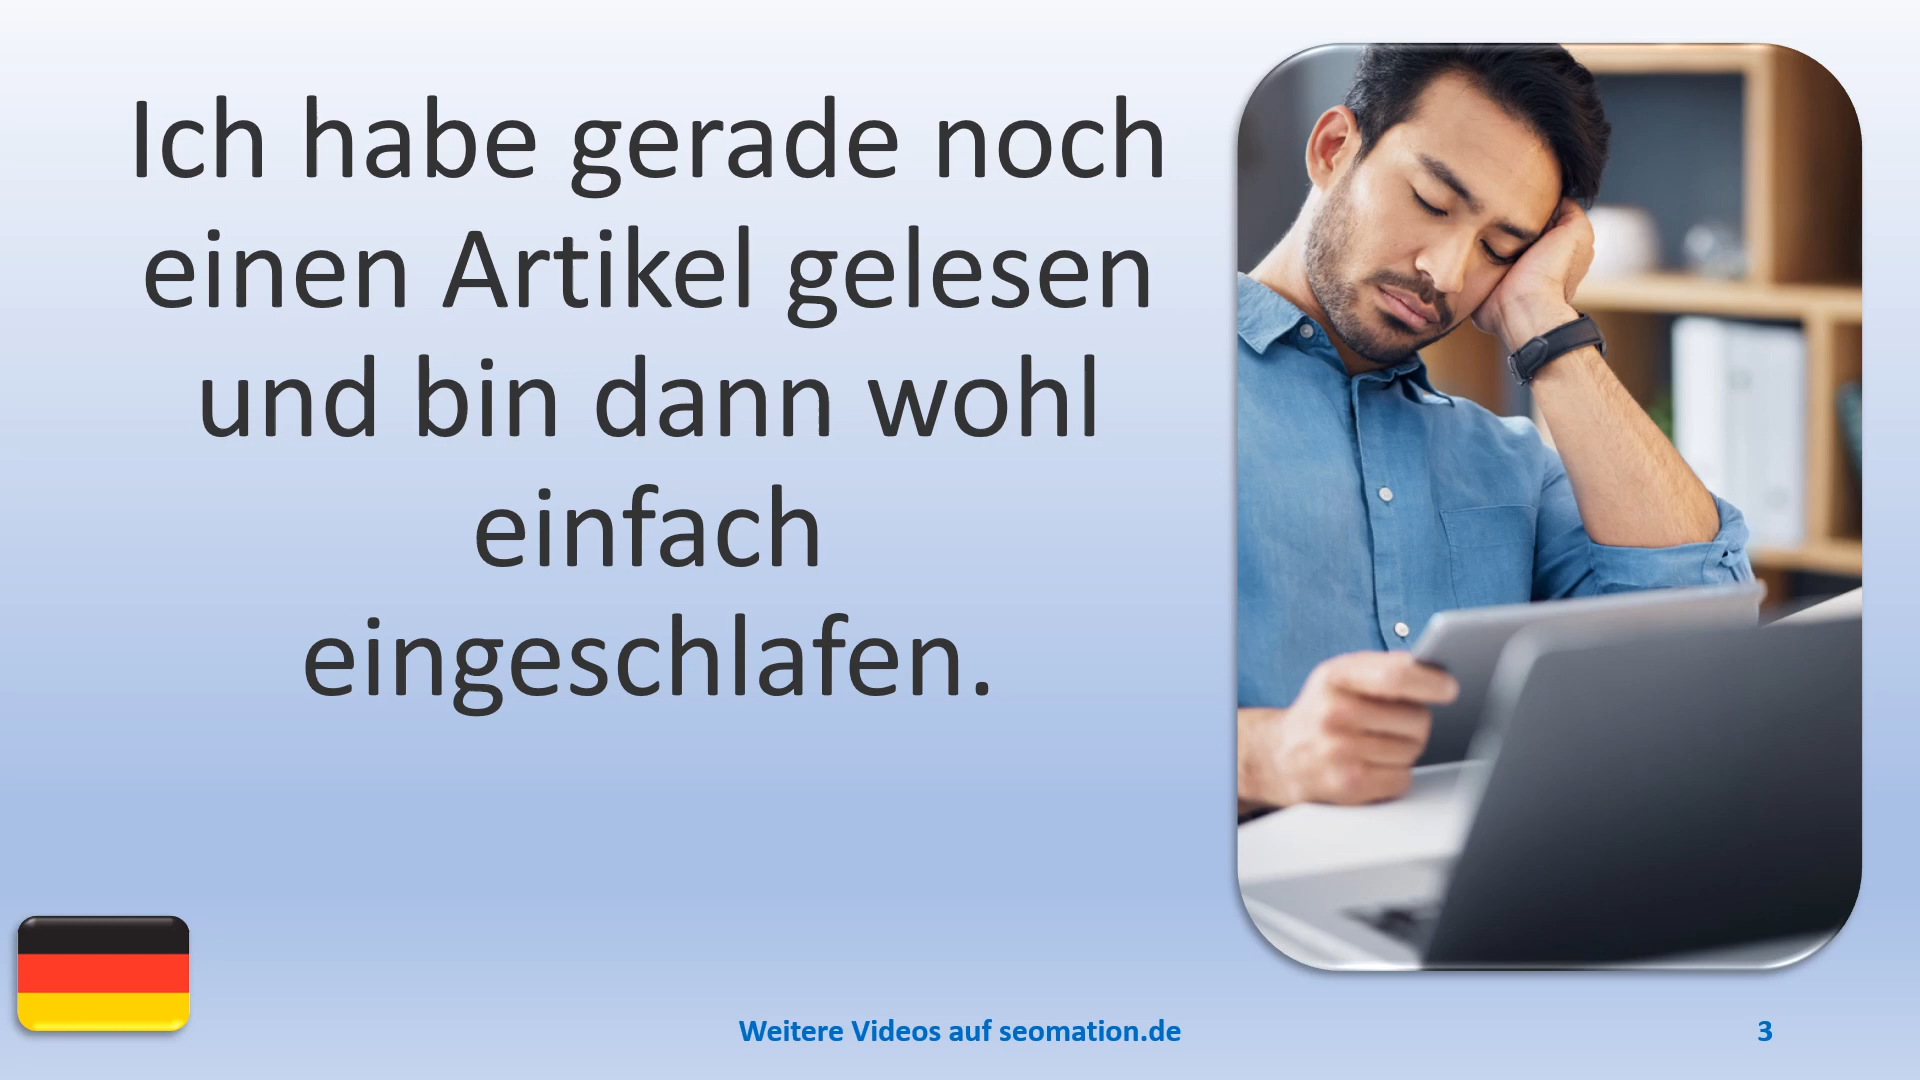 Ich habe gerade noch
einen Artikel gelesen
und bin dann wohl
einfach
eingeschlafen.
Weitere Videos auf seomation.de
3